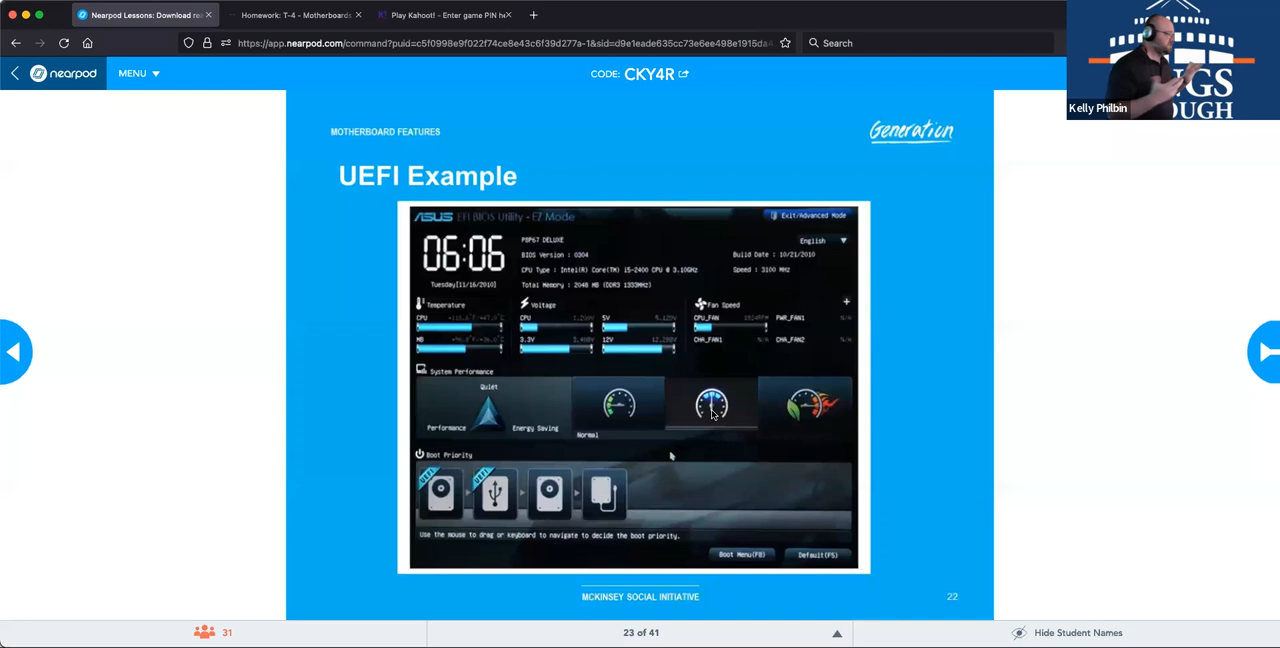 Nearpod Lessons: Download re
Homework: T-4 - Motherboards
Play Kahoot! - Enter game PIN he
https://app.nearpod.com/command?puid=c5f0998e9f022f74ce8e43c6f39d277a-1&sid=d9e1eade635cc73e6ee498e1915da4
Search
nearpod
MENU
CODE: CKY4R
Kelly Philbin
MOTHERBOARD FEATURES
Generation
UEFI Example
ASUS EFI BIOS Utility - EZ Mode
Exit/Advanced Mode
06:06
Tuesday[11/16/2010]
P8P67 DELUXE
BIOS Version : 0304
CPU Type : Intel(R) Core(TM) i5-2400 CPU @ 3.10GHz
Total Memory : 2048 MB (DDR3 1333MHz)
English
Build Date : 10/21/2010
Speed : 3100 MHz
Temperature
Voltage
Fan Speed
CPU
CPU
5V
CPU_FAN
PWR_FAN1
N/A
MB
3.3V
12V
CHA_FAN1
N/A
CHA_FAN2
N/A
System Performance
Quiet
Performance
Energy Saving
Normal
Boot Priority
UEFI
UEFI
Use the mouse to drag or keyboard to navigate to decide the boot priority.
Boot Menu(F8)
Default(F5)
MCKINSEY SOCIAL INITIATIVE
22
31
23 of 41
Hide Student Names